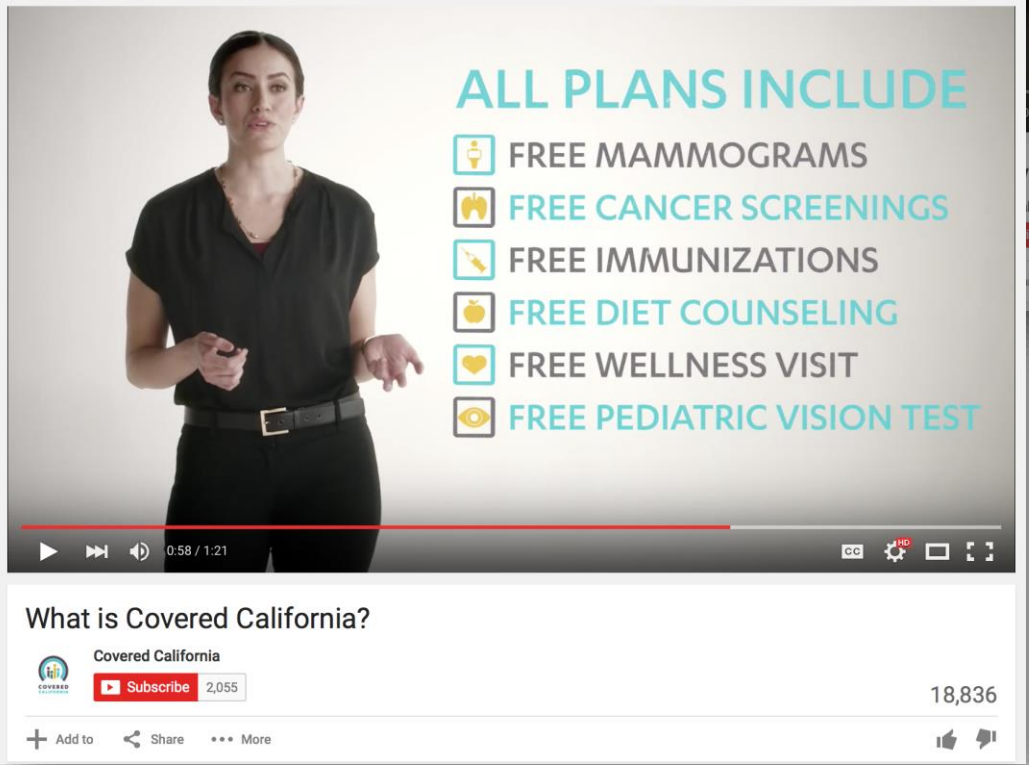 ALL PLANS INCLUDE
FREE MAMMOGRAMS
FREE CANCER SCREENINGS
FREE IMMUNIZATIONS
FREE DIET COUNSELING
FREE WELLNESS VISIT
FREE PEDIATRIC VISION TEST
0:58 / 1:21
CC
HD
What is Covered California?
Covered California
COVERED
CALIFORNIA
Subscribe 2,055
18,836
Add to Share More